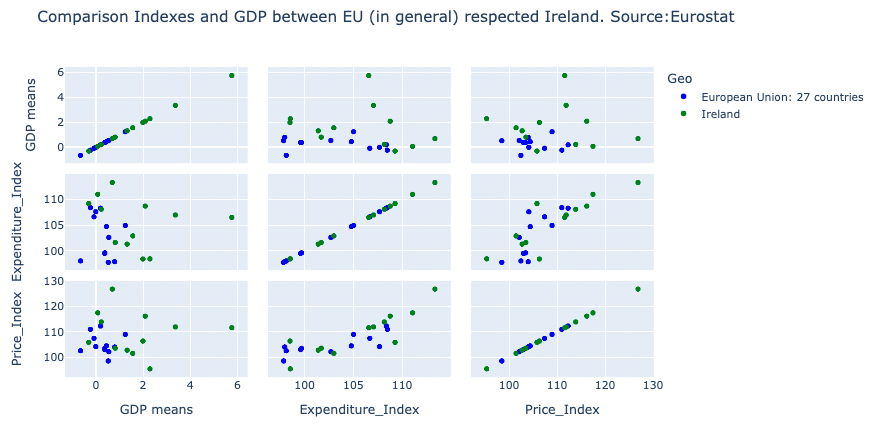 Comparison Indexes and GDP between EU (in general) respected Ireland. Source:Eurostat
Geo
European Union: 27 countries
Ireland
GDP means
6
4
2
0
Expenditure_Index
110
105
100
Price_Index
130
120
110
100
0
2
4
6
100
110
100
110
120
130
GDP means
Expenditure_Index
Price_Index